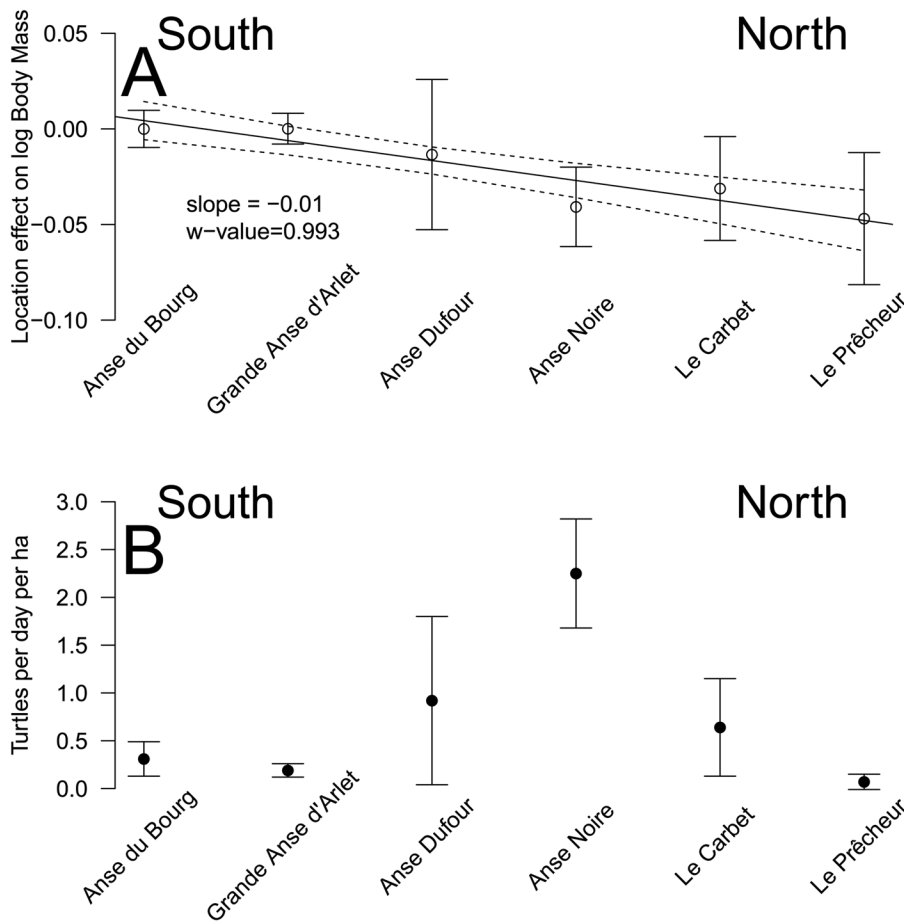 South North
A
Location effect on log Body Mass
0.05
0.00
−0.05
−0.10
slope = −0.01
w−value=0.993
Anse du Bourg
Grande Anse d'Arlet
Anse Dufour
Anse Noire
Le Carbet
Le Prêcheur
South North
B
Turtles per day per ha
3.0
2.5
2.0
1.5
1.0
0.5
0.0
Anse du Bourg
Grande Anse d'Arlet
Anse Dufour
Anse Noire
Le Carbet
Le Prêcheur